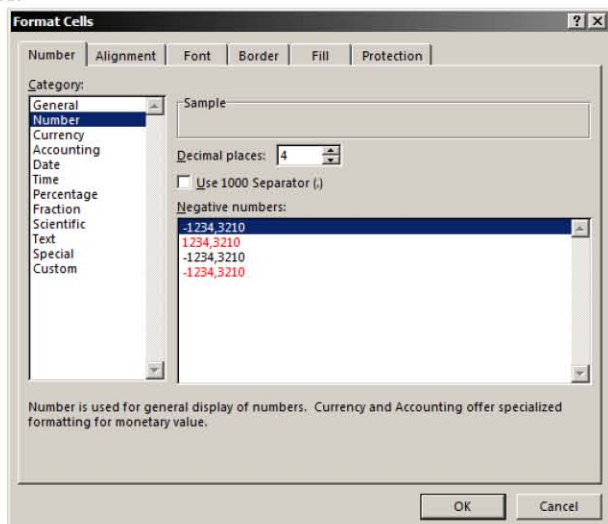 Format Cells
Number Alignment Font Border Fill Protection
Category:
General
Number
Currency
Accounting
Date
Time
Percentage
Fraction
Scientific
Text
Special
Custom
Sample
Decimal places: 4
Use 1000 Separator (.)
Negative numbers:
-1234,3210
1234,3210
-1234,3210
-1234,3210
Number is used for general display of numbers. Currency and Accounting offer specialized
formatting for monetary value.
OK Cancel